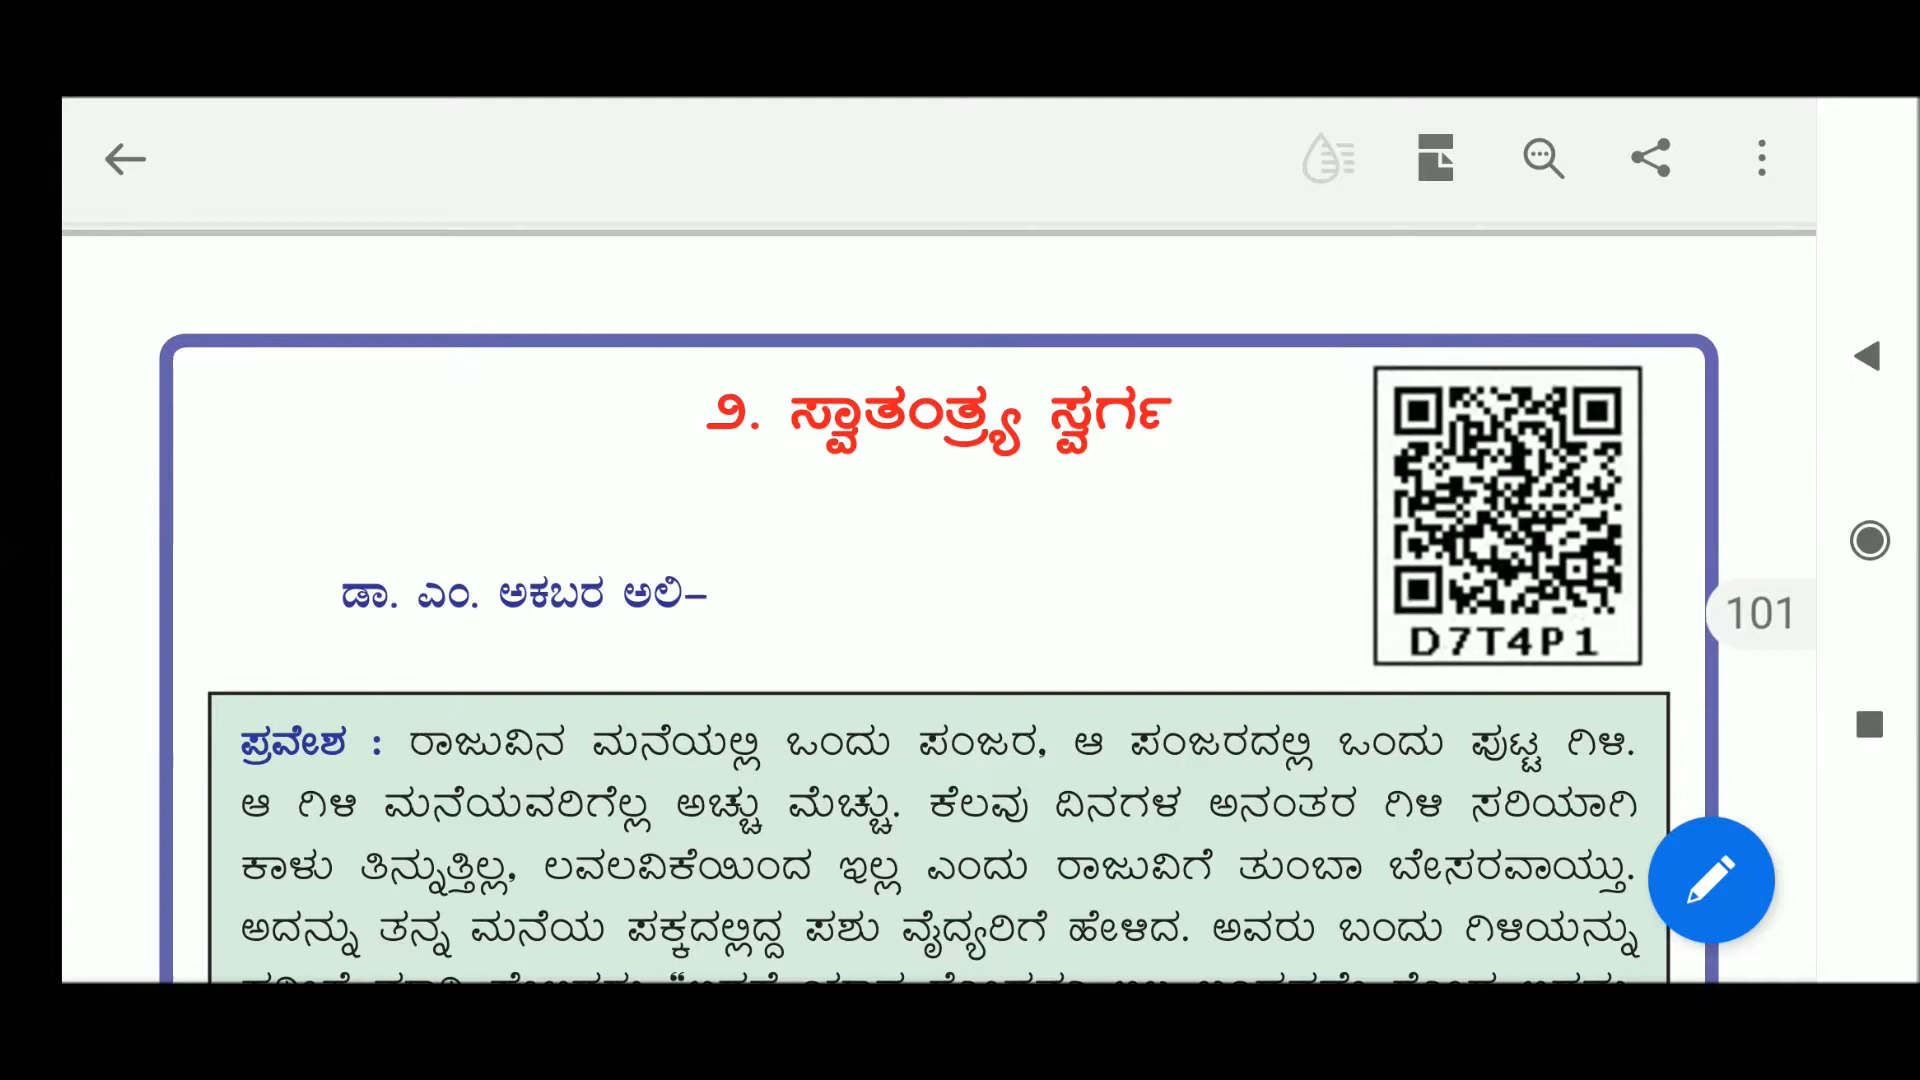 ೨. ಸ್ವಾತಂತ್ರ್ಯ ಸ್ವರ್ಗ
ಡಾ. ಎಂ. ಅಕಬರ ಅಲಿ–
D7T4P1
101
ಪ್ರವೇಶ : ರಾಜುವಿನ ಮನೆಯಲ್ಲಿ ಒಂದು ಪಂಜರ, ಆ ಪಂಜರದಲ್ಲಿ ಒಂದು ಪುಟ್ಟ ಗಿಳಿ.
ಆ ಗಿಳಿ ಮನೆಯವರಿಗೆಲ್ಲ ಅಚ್ಚು ಮೆಚ್ಚು. ಕೆಲವು ದಿನಗಳ ಅನಂತರ ಗಿಳಿ ಸರಿಯಾಗಿ
ಕಾಳು ತಿನ್ನುತ್ತಿಲ್ಲ, ಲವಲವಿಕೆಯಿಂದ ಇಲ್ಲ ಎಂದು ರಾಜುವಿಗೆ ತುಂಬಾ ಬೇಸರವಾಯ್ತು.
ಅದನ್ನು ತನ್ನ ಮನೆಯ ಪಕ್ಕದಲ್ಲಿದ್ದ ಪಶು ವೈದ್ಯರಿಗೆ ಹೇಳಿದ. ಅವರು ಬಂದು ಗಿಳಿಯನ್ನು